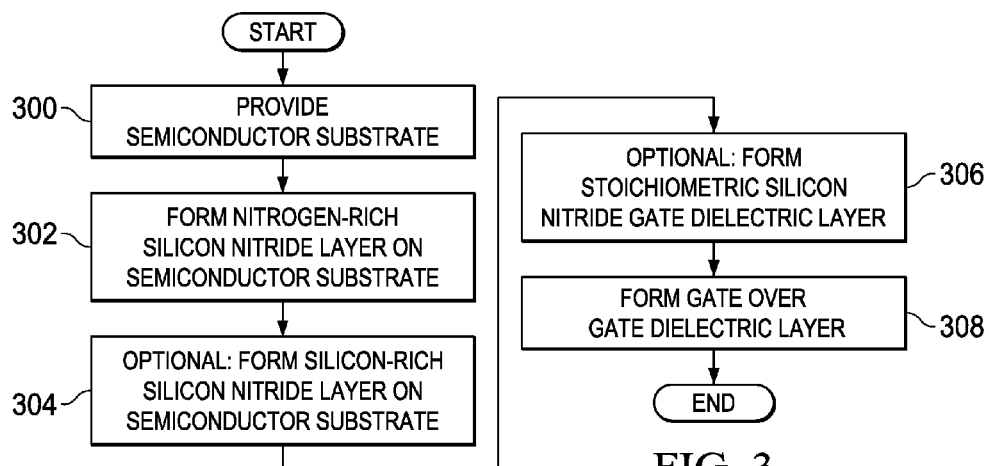 START
300
PROVIDE
SEMICONDUCTOR SUBSTRATE
302
FORM NITROGEN-RICH
SILICON NITRIDE LAYER ON
SEMICONDUCTOR SUBSTRATE
304
OPTIONAL: FORM SILICON-RICH
SILICON NITRIDE LAYER ON
SEMICONDUCTOR SUBSTRATE
OPTIONAL: FORM
STOICHIOMETRIC SILICON
NITRIDE GATE DIELECTRIC LAYER
306
FORM GATE OVER
GATE DIELECTRIC LAYER
308
END
FIG. 3